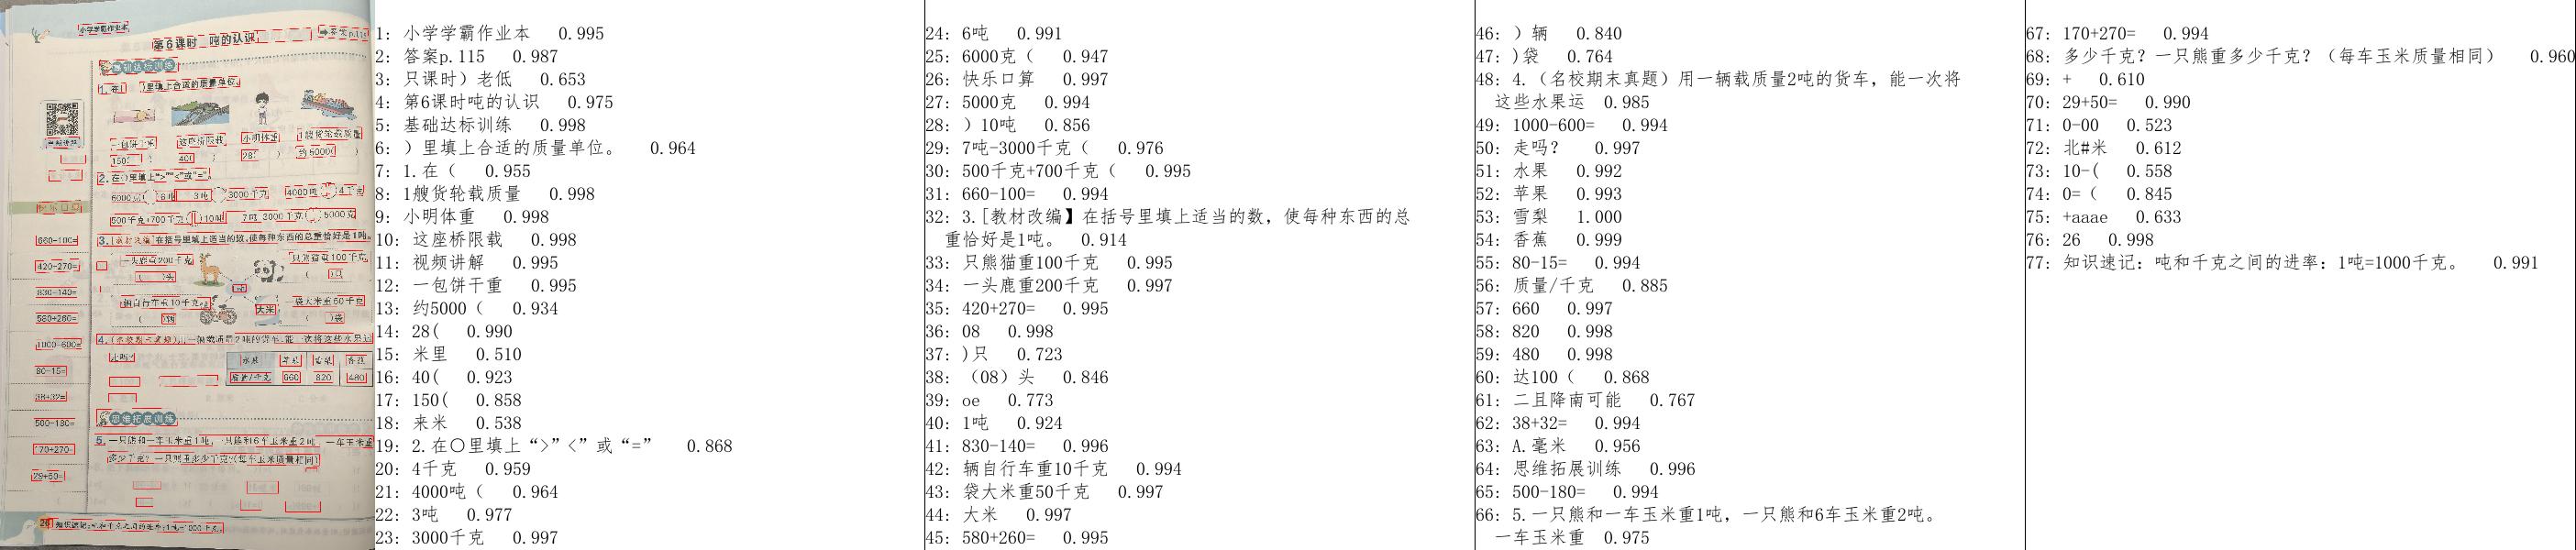 1: 小学学霸作业本 0.995
2: 答案p.115 0.987
3: 只课时）老低 0.653
4: 第6课时吨的认识 0.975
5: 基础达标训练 0.998
6: ）里填上合适的质量单位。 0.964
7: 1.在（ 0.955
8: 1艘货轮载质量 0.998
9: 小明体重 0.998
10: 这座桥限载 0.998
11: 视频讲解 0.995
12: 一包饼干重 0.995
13: 约5000（ 0.934
14: 28( 0.990
15: 米里 0.510
16: 40( 0.923
17: 150( 0.858
18: 来米 0.538
19: 2.在○里填上“>”<”或“=” 0.868
20: 4千克 0.959
21: 4000吨（ 0.964
22: 3吨 0.977
23: 3000千克 0.997
24: 6吨 0.991
25: 6000克（ 0.947
26: 快乐口算 0.997
27: 5000克 0.994
28: ）10吨 0.856
29: 7吨-3000千克（ 0.976
30: 500千克+700千克（ 0.995
31: 660-100= 0.994
32: 3.[教材改编】在括号里填上适当的数，使每种东西的总
重恰好是1吨。 0.914
33: 只熊猫重100千克 0.995
34: 一头鹿重200千克 0.997
35: 420+270= 0.995
36: 08 0.998
37: )只 0.723
38: （08）头 0.846
39: oe 0.773
40: 1吨 0.924
41: 830-140= 0.996
42: 辆自行车重10千克 0.994
43: 袋大米重50千克 0.997
44: 大米 0.997
45: 580+260= 0.995
46: ）辆 0.840
47: )袋 0.764
48: 4.（名校期末真题）用一辆载质量2吨的货车，能一次将
这些水果运 0.985
49: 1000-600= 0.994
50: 走吗？ 0.997
51: 水果 0.992
52: 苹果 0.993
53: 雪梨 1.000
54: 香蕉 0.999
55: 80-15= 0.994
56: 质量/千克 0.885
57: 660 0.997
58: 820 0.998
59: 480 0.998
60: 达100（ 0.868
61: 二且降南可能 0.767
62: 38+32= 0.994
63: A.毫米 0.956
64: 思维拓展训练 0.996
65: 500-180= 0.994
66: 5.一只熊和一车玉米重1吨，一只熊和6车玉米重2吨。
一车玉米重 0.975
67: 170+270= 0.994
68: 多少千克？一只熊重多少千克？（每车玉米质量相同） 0.960
69: + 0.610
70: 29+50= 0.990
71: 0-00 0.523
72: 北#米 0.612
73: 10-( 0.558
74: 0=（ 0.845
75: +aaae 0.633
76: 26 0.998
77: 知识速记：吨和千克之间的进率：1吨=1000千克。 0.991